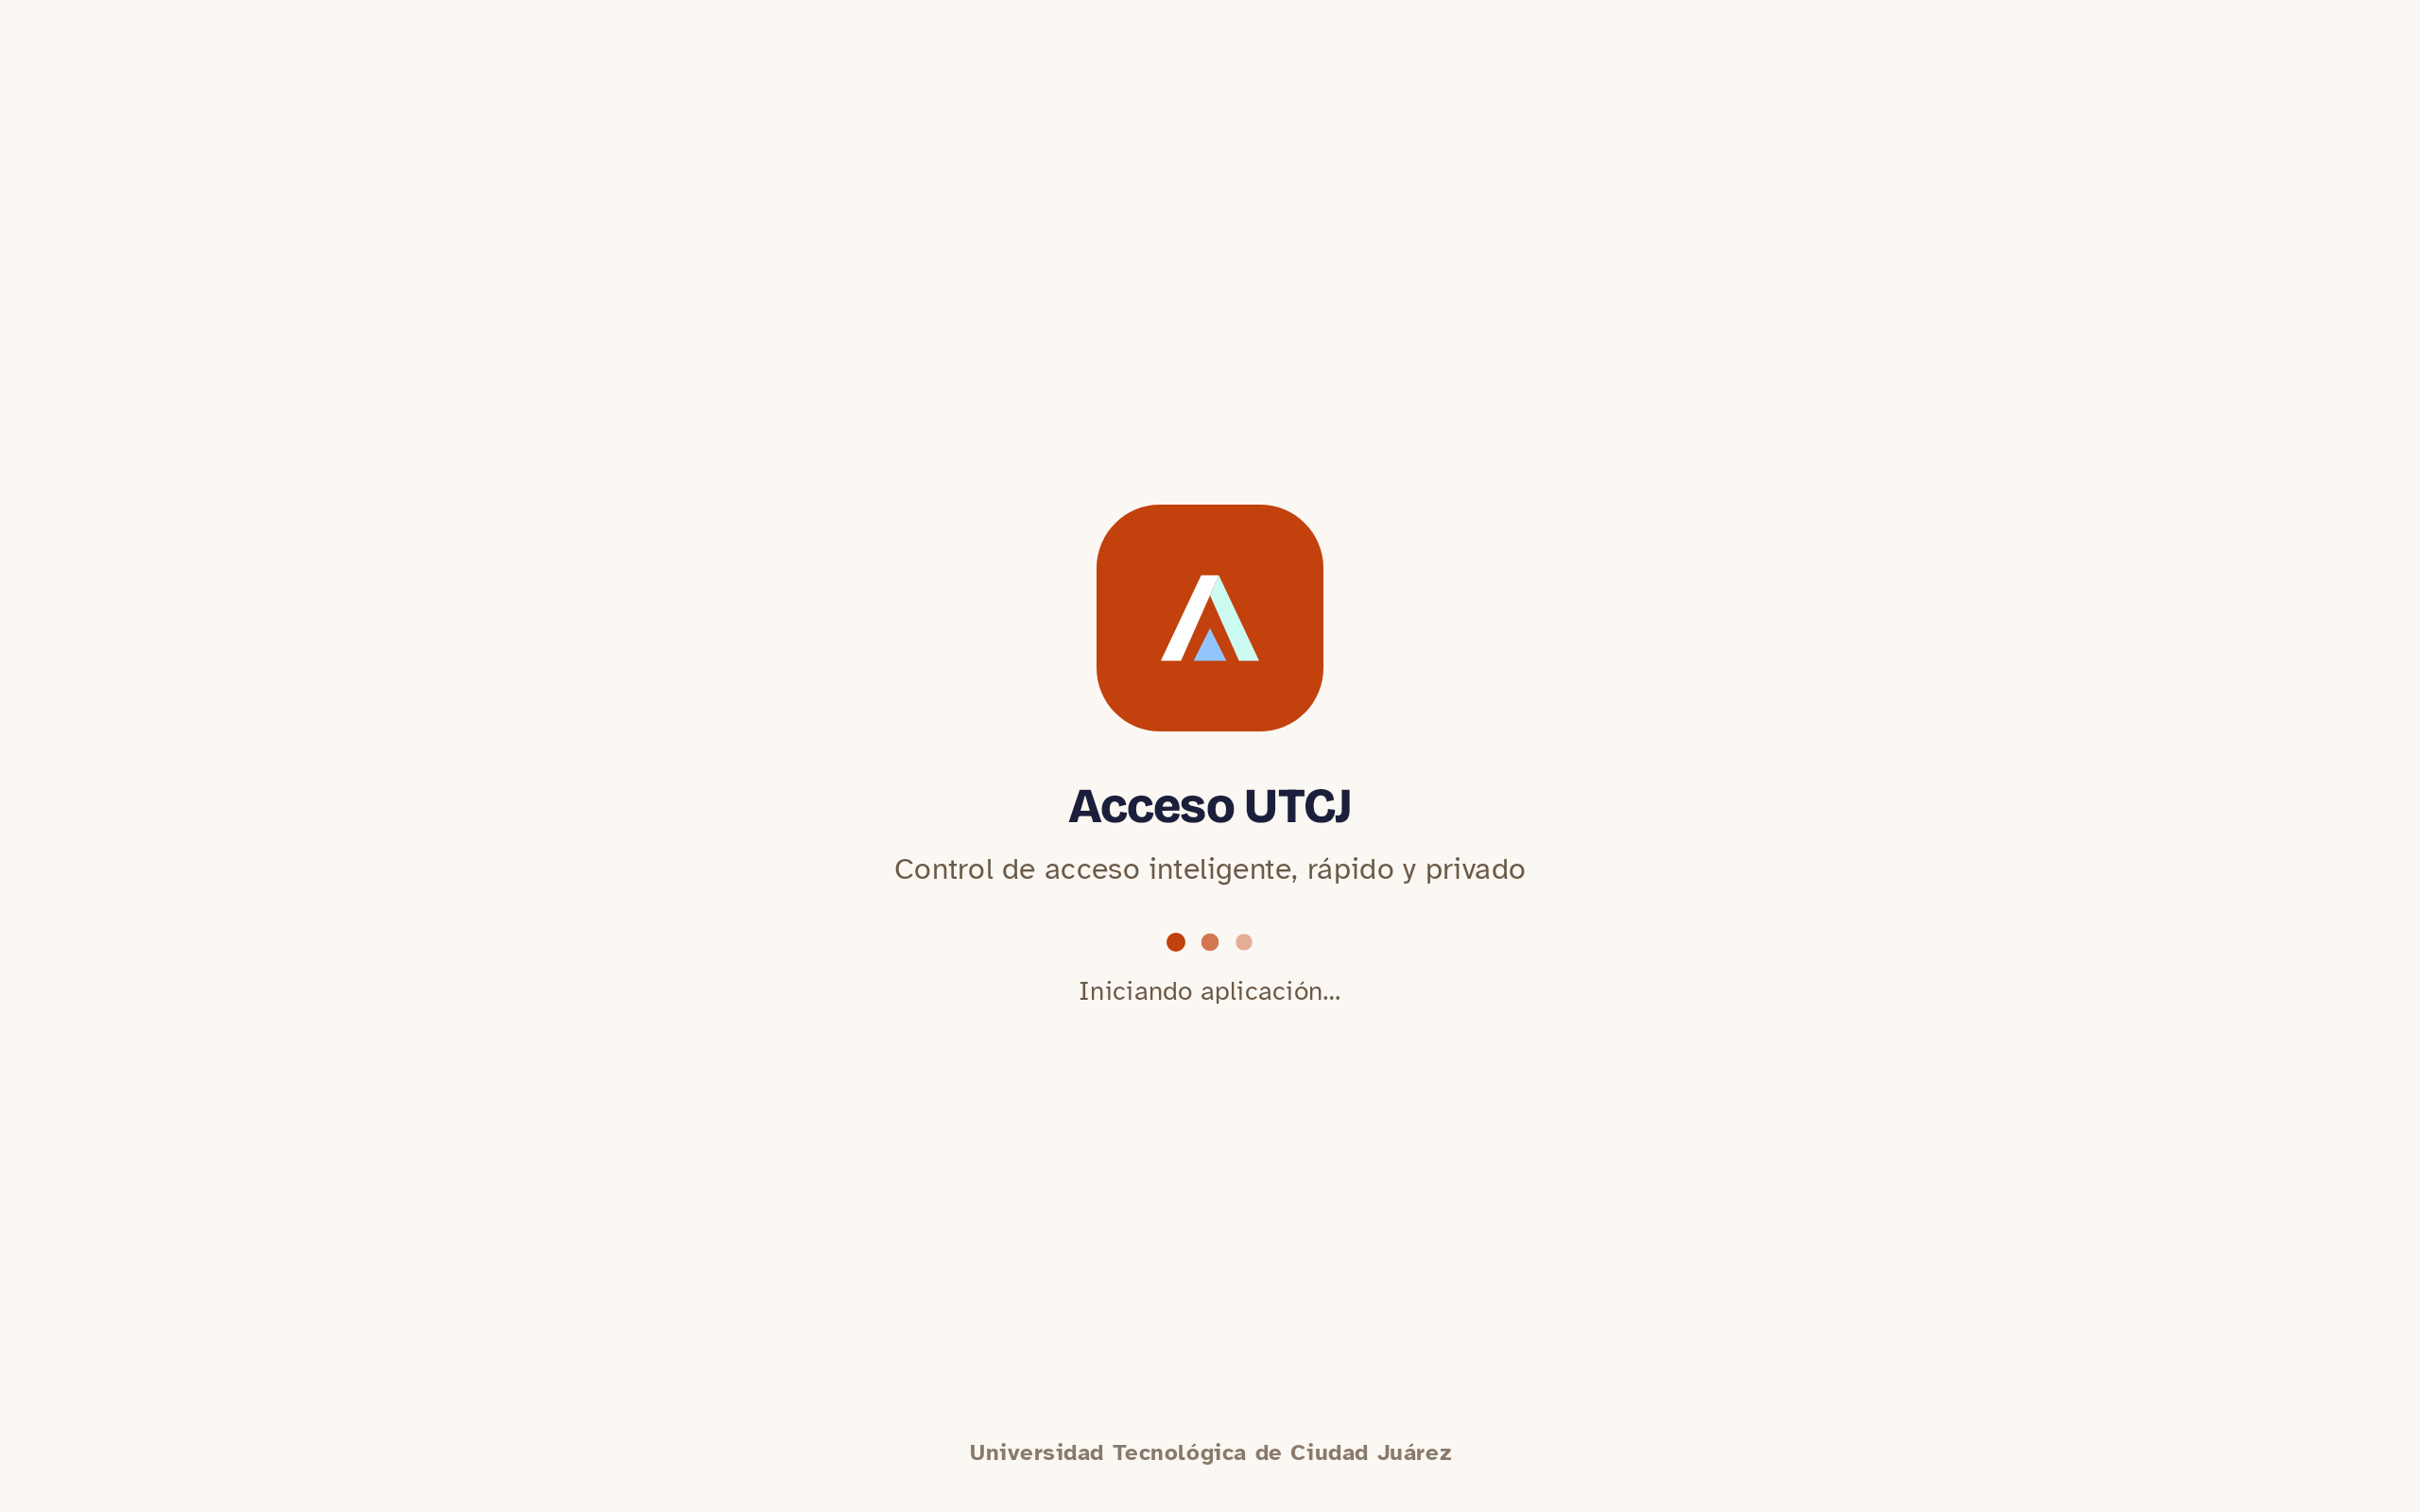 Acceso UTCJ
Control de acceso inteligente, rápido y privado
Iniciando aplicación...
Universidad Tecnológica de Ciudad Juárez